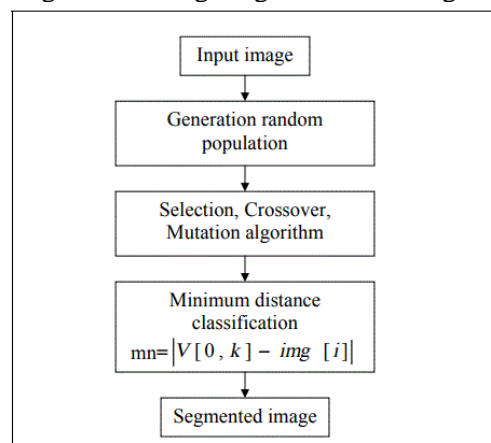 Input image
Generation random
population
Selection, Crossover,
Mutation algorithm
Minimum distance
classification
mn=|V[0, k] − img [i]|
Segmented image